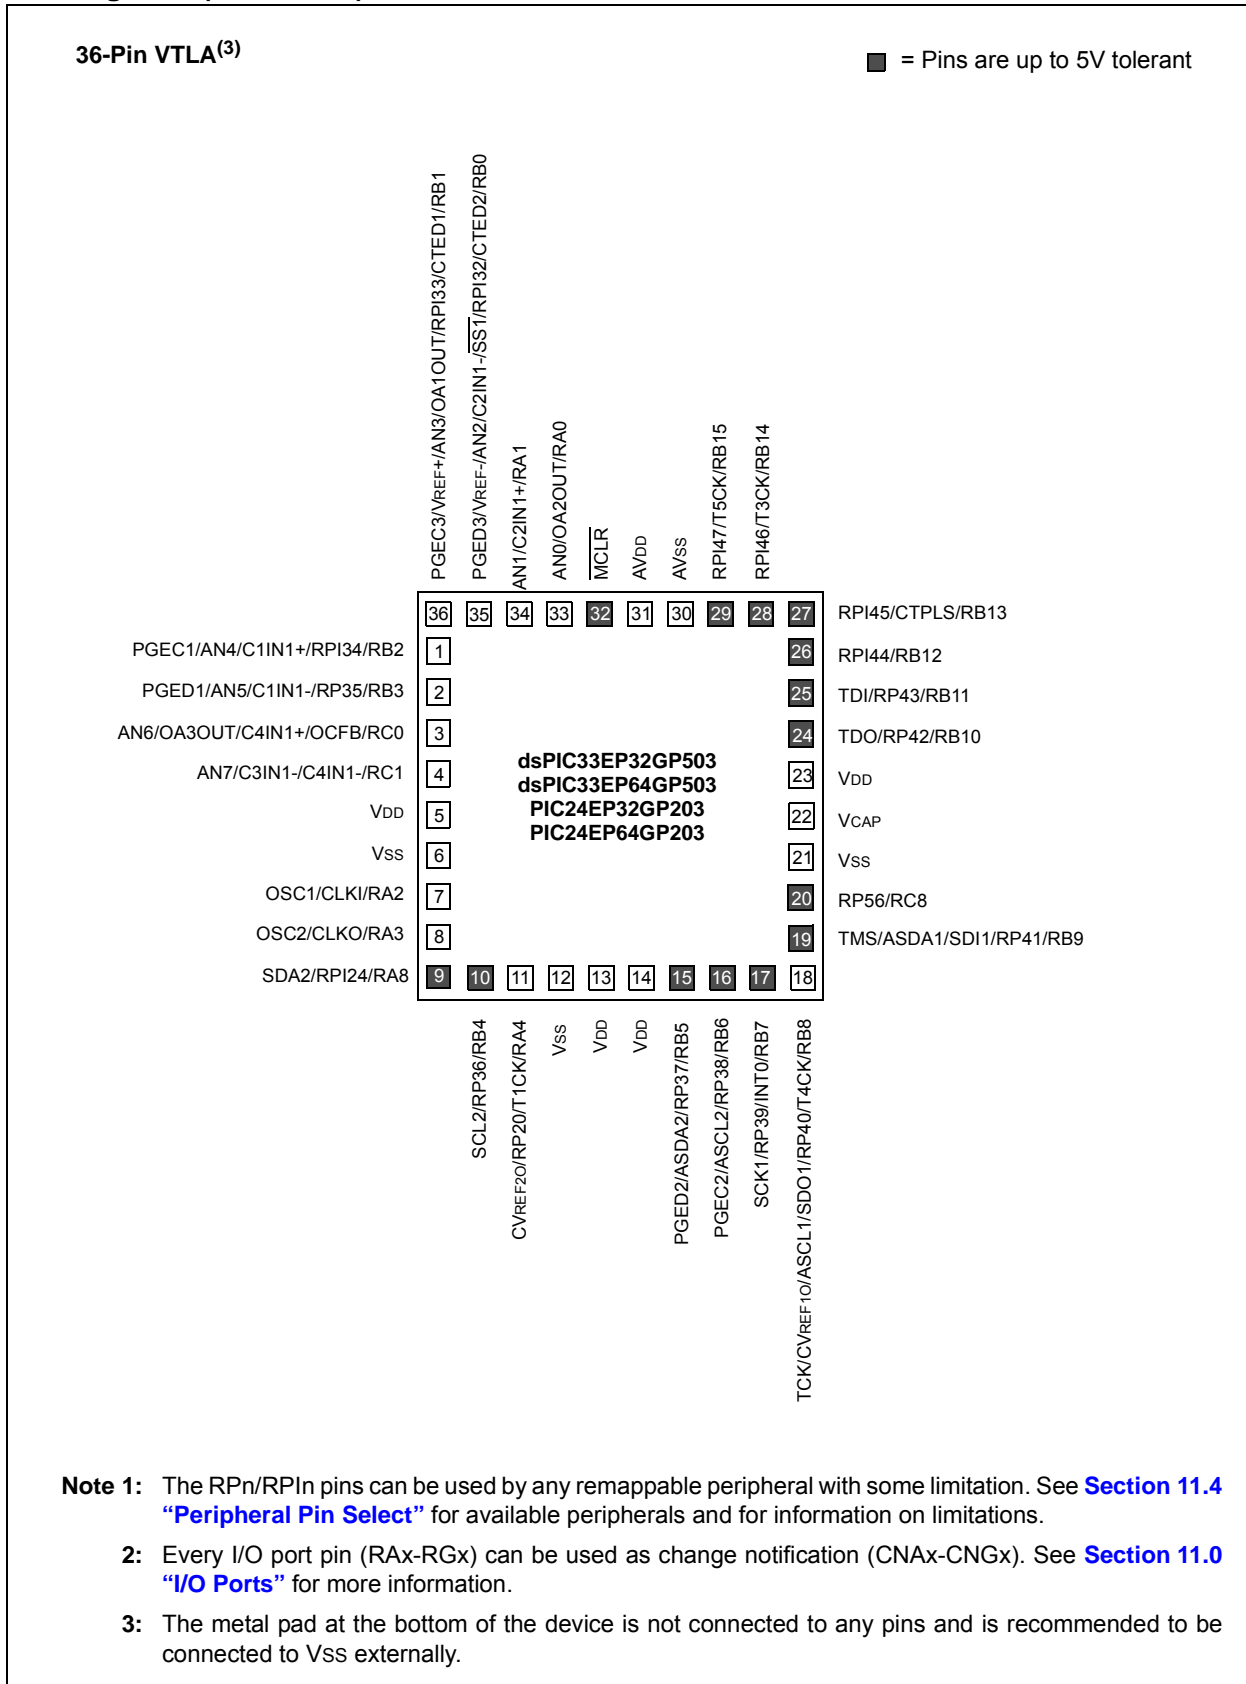 36-Pin VTLA(3)
= Pins are up to 5V tolerant
PGEC3/VREF+/AN3/OA1OUT/RPI33/CTED1/RB1
PGED3/VREF-/AN2/C2IN1-/SS1/RPI32/CTED2/RB0
AN1/C2IN1+/RA1
AN0/OA2OUT/RA0
MCLR
AVDD
AVSS
RPI47/T5CK/RB15
RPI46/T3CK/RB14
36 35 34 33 32 31 30 29 28 27 RPI45/CTPLS/RB13
PGEC1/AN4/C1IN1+/RPI34/RB2 1 26 RPI44/RB12
PGED1/AN5/C1IN1-/RP35/RB3 2 25 TDI/RP43/RB11
AN6/OA3OUT/C4IN1+/OCFB/RC0 3 24 TDO/RP42/RB10
AN7/C3IN1-/C4IN1-/RC1 4 23 VDD
VDD 5 22 VCAP
VSS 6 21 VSS
OSC1/CLKI/RA2 7 20 RP56/RC8
OSC2/CLKO/RA3 8 19 TMS/ASDA1/SDI1/RP41/RB9
dsPIC33EP32GP503
dsPIC33EP64GP503
PIC24EP32GP203
PIC24EP64GP203
SDA2/RPI24/RA8 9 10 11 12 13 14 15 16 17 18
SCL2/RP36/RB4
CVREF2O/RP20/T1CK/RA4
VSS
VDD
VDD
PGED2/ASDA2/RP37/RB5
PGEC2/ASCL2/RP38/RB6
SCK1/RP39/INT0/RB7
TCK/CVREF1O/ASCL1/SDO1/RP40/T4CK/RB8
Note 1: The RPn/RPIn pins can be used by any remappable peripheral with some limitation. See Section 11.4
“Peripheral Pin Select” for available peripherals and for information on limitations.
2: Every I/O port pin (RAx-RGx) can be used as change notification (CNAx-CNGx). See Section 11.0
“I/O Ports” for more information.
3: The metal pad at the bottom of the device is not connected to any pins and is recommended to be
connected to VSS externally.